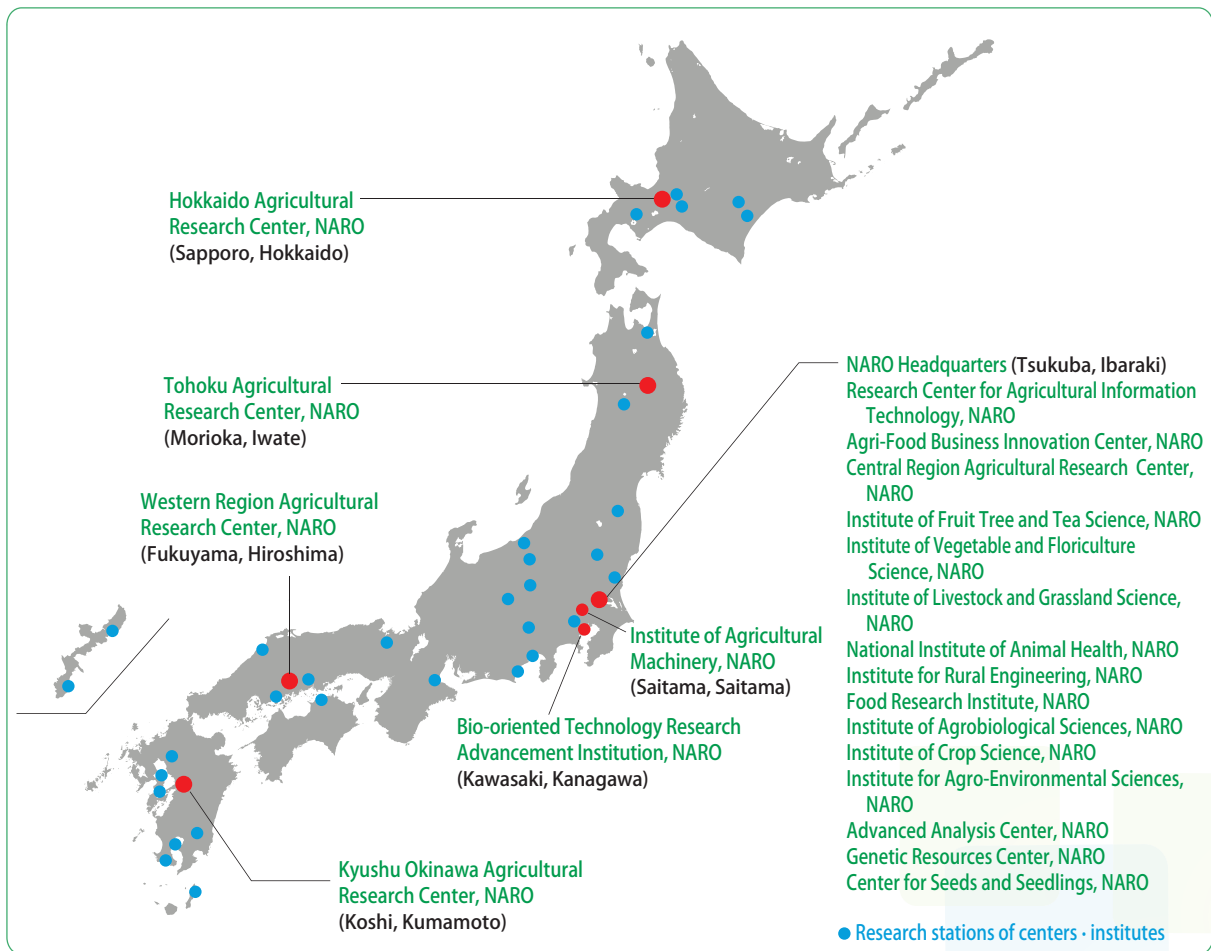 Hokkaido Agricultural
Research Center, NARO
(Sapporo, Hokkaido)
Tohoku Agricultural
Research Center, NARO
(Morioka, Iwate)
Western Region Agricultural
Research Center, NARO
(Fukuyama, Hiroshima)
NARO Headquarters (Tsukuba, Ibaraki)
Research Center for Agricultural Information
Technology, NARO
Agri-Food Business Innovation Center, NARO
Central Region Agricultural Research Center,
NARO
Institute of Fruit Tree and Tea Science, NARO
Institute of Vegetable and Floriculture
Science, NARO
Institute of Livestock and Grassland Science,
NARO
National Institute of Animal Health, NARO
Institute for Rural Engineering, NARO
Food Research Institute, NARO
Institute of Agrobiological Sciences, NARO
Institute of Crop Science, NARO
Institute for Agro-Environmental Sciences,
NARO
Advanced Analysis Center, NARO
Genetic Resources Center, NARO
Center for Seeds and Seedlings, NARO
Institute of Agricultural
Machinery, NARO
(Saitama, Saitama)
Bio-oriented Technology Research
Advancement Institution, NARO
(Kawasaki, Kanagawa)
Kyushu Okinawa Agricultural
Research Center, NARO
(Koshi, Kumamoto)
Research stations of centers · institutes